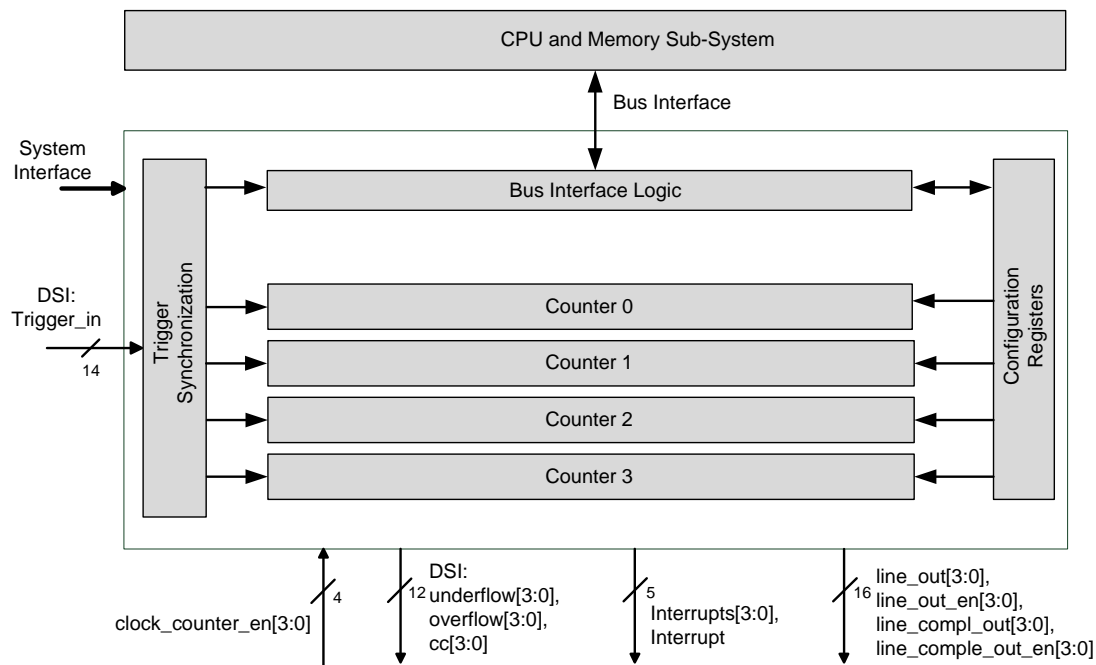 CPU and Memory Sub-System
Bus Interface
System
Interface
Bus Interface Logic
Trigger
Synchronization
Configuration
Registers
DSI:
Trigger_in
14
Counter 0
Counter 1
Counter 2
Counter 3
clock_counter_en[3:0]
4
12
DSI:
underflow[3:0],
overflow[3:0],
cc[3:0]
5
Interrupts[3:0],
Interrupt
16
line_out[3:0],
line_out_en[3:0],
line_compl_out[3:0],
line_comple_out_en[3:0]